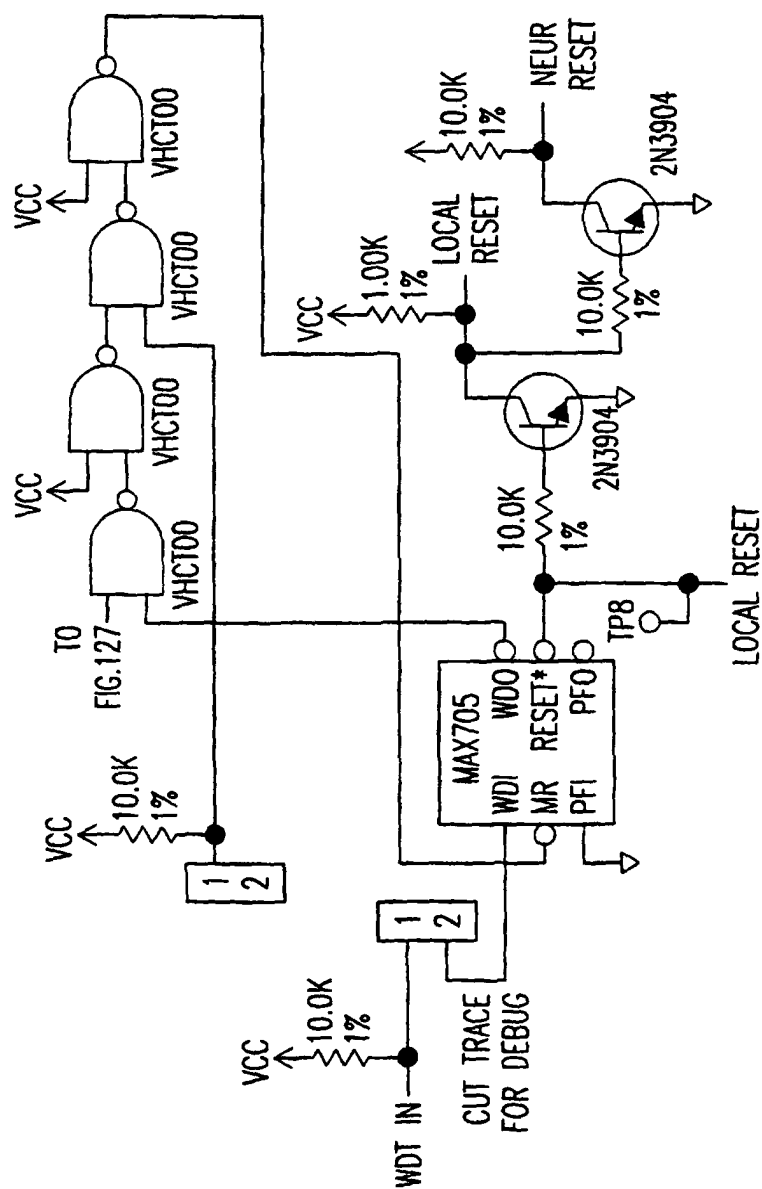 VCC
10.0K
1%
1
2
TO
FIG.127
VHCT00
VCC
VHCT00
VHCT00
VCC
VHCT00
VCC
10.0K
1%
WDT IN
1
2
CUT TRACE
FOR DEBUG
MAX705
WDI
WDO
MR
RESET*
PFI
PFO
TP8
LOCAL RESET
10.0K
1%
2N3904
VCC
1.00K
1%
LOCAL
RESET
10.0K
1%
10.0K
1%
NEUR
RESET
2N3904